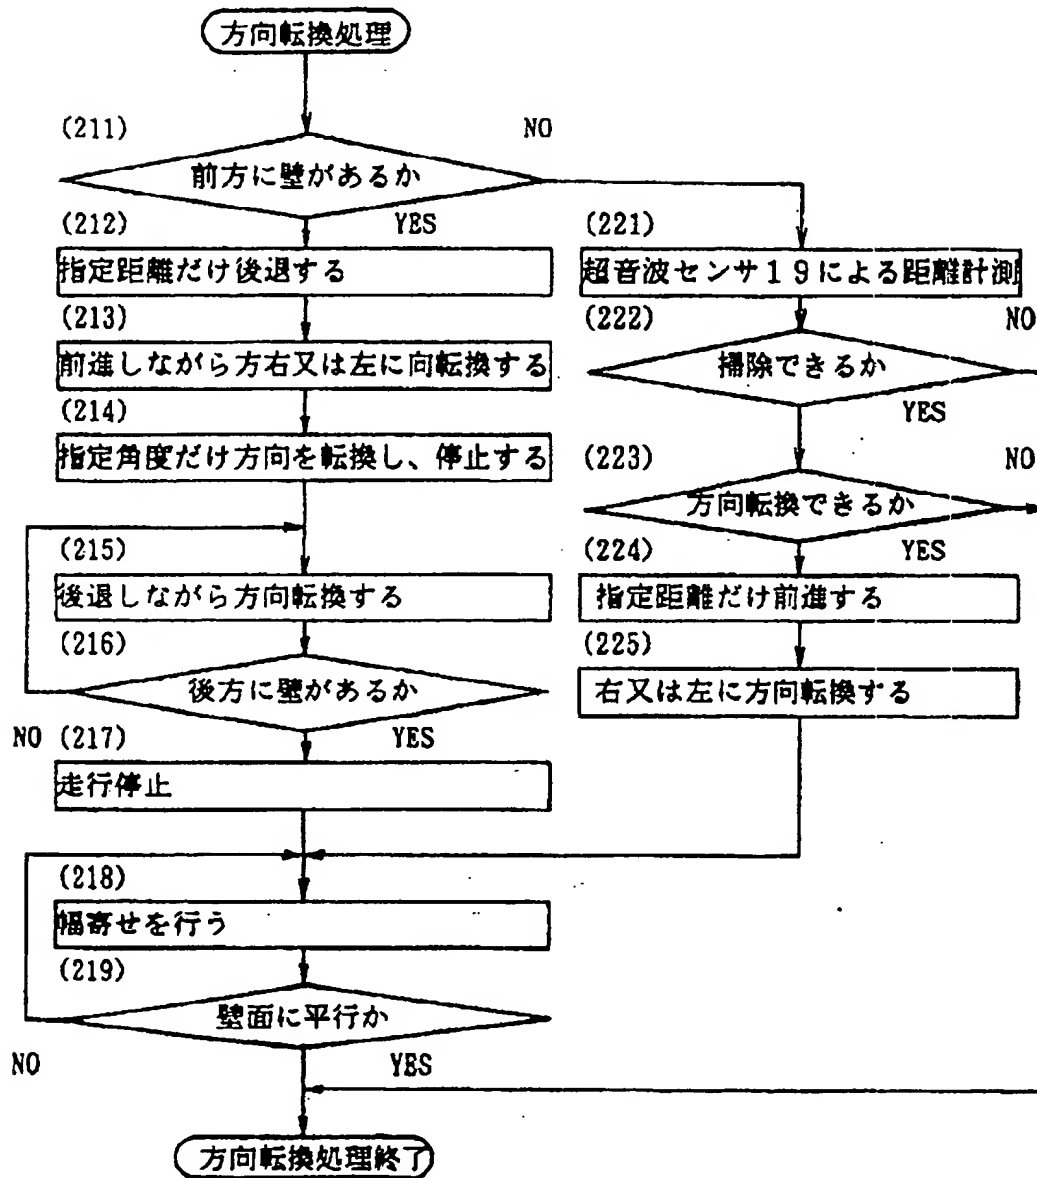 方向転換処理
(211)
NO
前方に壁があるか
(212)
YES
指定距離だけ後退する
(213)
前進しながら方右又は左に向転換する
(214)
指定角度だけ方向を転換し、停止する
(215)
後退しながら方向転換する
(216)
後方に壁があるか
NO
(217)
YES
走行停止
(218)
幅寄せを行う
(219)
壁面に平行か
NO
YES
(221)
超音波センサ19による距離計測
(222)
NO
掃除できるか
YES
(223)
NO
方向転換できるか
(224)
YES
指定距離だけ前進する
(225)
右又は左に方向転換する
方向転換処理終了